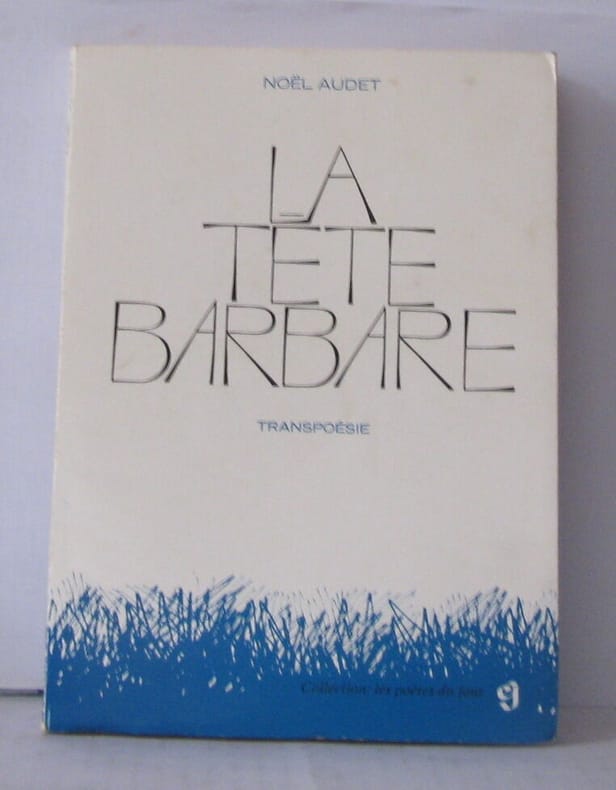 NOËL AUDET
LA
TÊTE
BARBARE
TRANSPOÉSIE
Collection: les poètes du jour